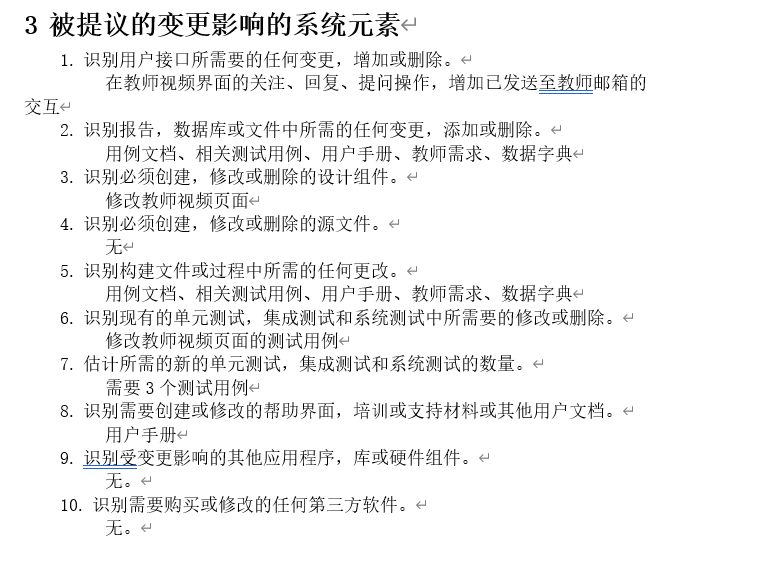 3 被提议的变更影响的系统元素
1. 识别用户接口所需要的任何变更，增加或删除。
在教师视频界面的关注、回复、提问操作，增加已发送至教师邮箱的
交互
2. 识别报告，数据库或文件中所需的任何变更，添加或删除。
用例文档、相关测试用例、用户手册、教师需求、数据字典
3. 识别必须创建，修改或删除的设计组件。
修改教师视频页面
4. 识别必须创建，修改或删除的源文件。
无
5. 识别构建文件或过程中所需的任何更改。
用例文档、相关测试用例、用户手册、教师需求、数据字典
6. 识别现有的单元测试，集成测试和系统测试中所需要的修改或删除。
修改教师视频页面的测试用例
7. 估计所需的新的单元测试，集成测试和系统测试的数量。
需要 3 个测试用例
8. 识别需要创建或修改的帮助界面，培训或支持材料或其他用户文档。
用户手册
9. 识别受变更影响的其他应用程序，库或硬件组件。
无。
10. 识别需要购买或修改的任何第三方软件。
无。